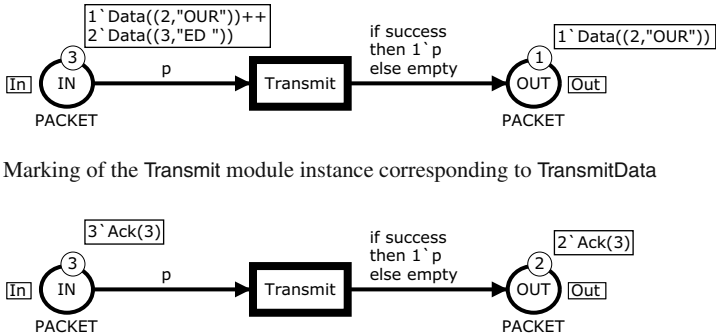 1`Data((2,"OUR"))++
2`Data((3,"ED "))
3
In
IN
PACKET
p
Transmit
if success
then 1`p
else empty
1`Data((2,"OUR"))
1
OUT
Out
PACKET
Marking of the Transmit module instance corresponding to TransmitData
3`Ack(3)
3
In
IN
PACKET
p
Transmit
if success
then 1`p
else empty
2`Ack(3)
2
OUT
Out
PACKET